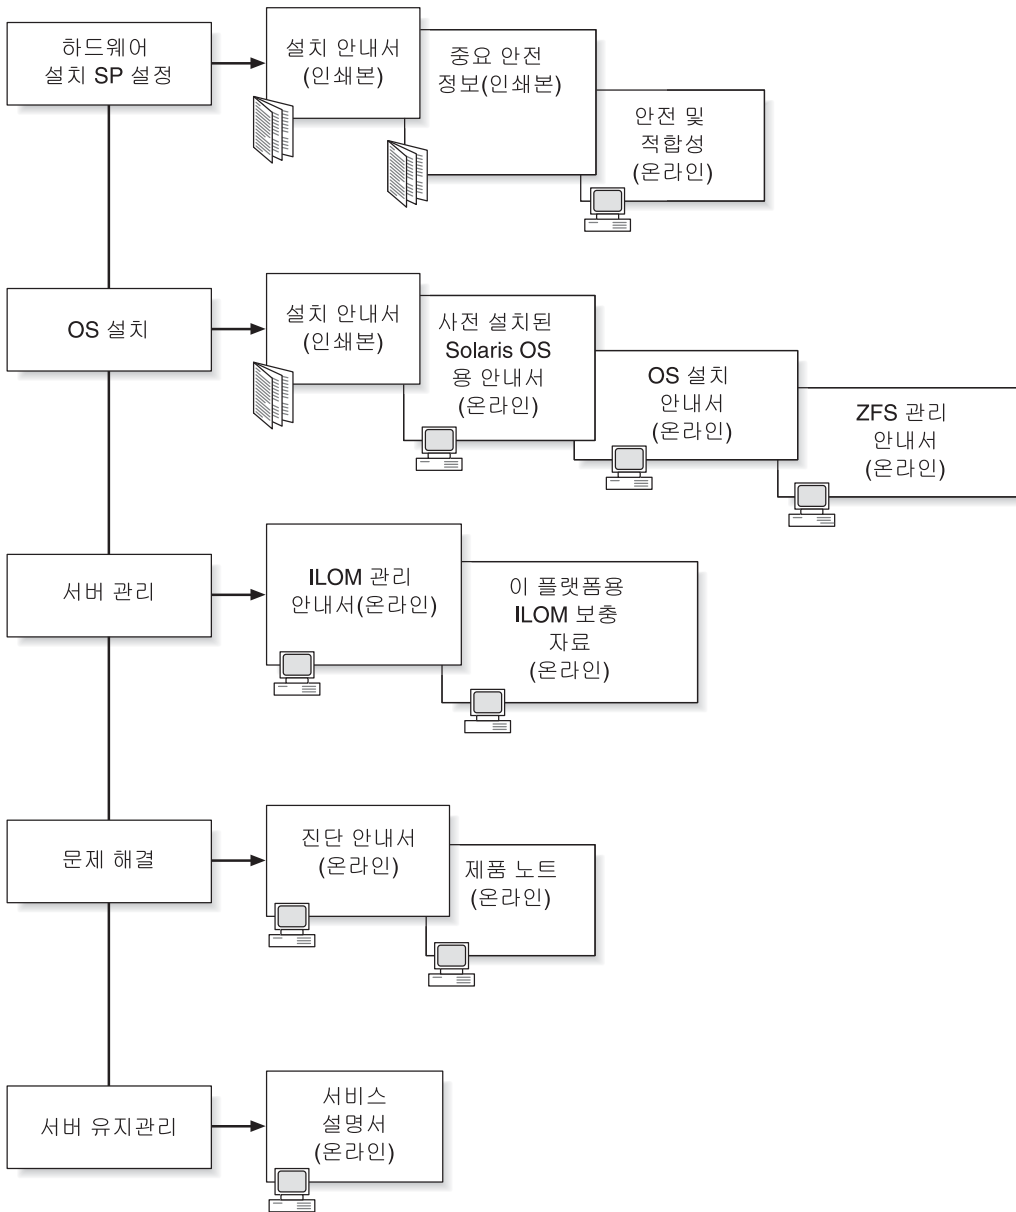 하드웨어
설치 SP 설정
설치 안내서
(인쇄본)
중요 안전
정보(인쇄본)
안전 및
적합성
(온라인)
OS 설치
설치 안내서
(인쇄본)
사전 설치된
Solaris OS
용 안내서
(온라인)
OS 설치
안내서
(온라인)
ZFS 관리
안내서
(온라인)
서버 관리
ILOM 관리
안내서(온라인)
이 플랫폼용
ILOM 보충
자료
(온라인)
문제 해결
진단 안내서
(온라인)
제품 노트
(온라인)
서버 유지관리
서비스
설명서
(온라인)